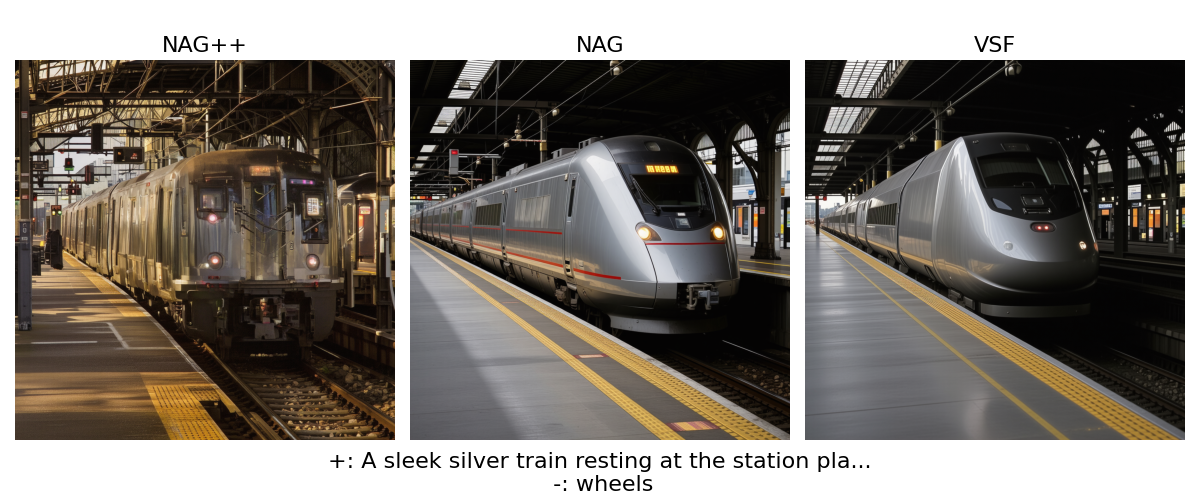 NAG++
NAG
VSF
+: A sleek silver train resting at the station pla...
-: wheels